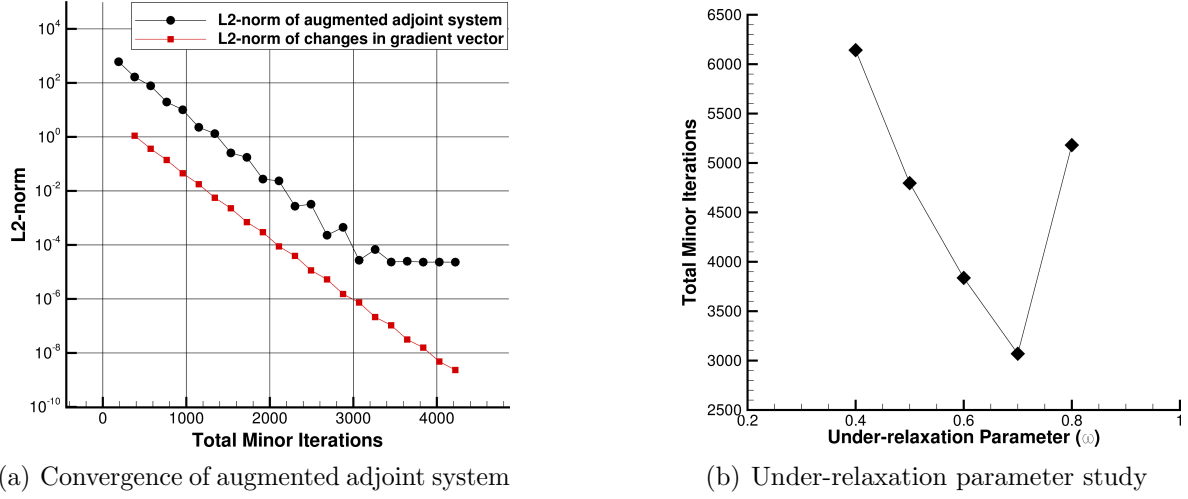 10^4
10^2
10^0
10^-2
10^-4
10^-6
10^-8
10^-10
L2-norm
L2-norm of augmented adjoint system
L2-norm of changes in gradient vector
0 1000 2000 3000 4000
Total Minor Iterations
(a) Convergence of augmented adjoint system
6500
6000
5500
5000
4500
4000
3500
3000
2500
Total Minor Iterations
0.2 0.4 0.6 0.8 1
Under-relaxation Parameter (ω)
(b) Under-relaxation parameter study